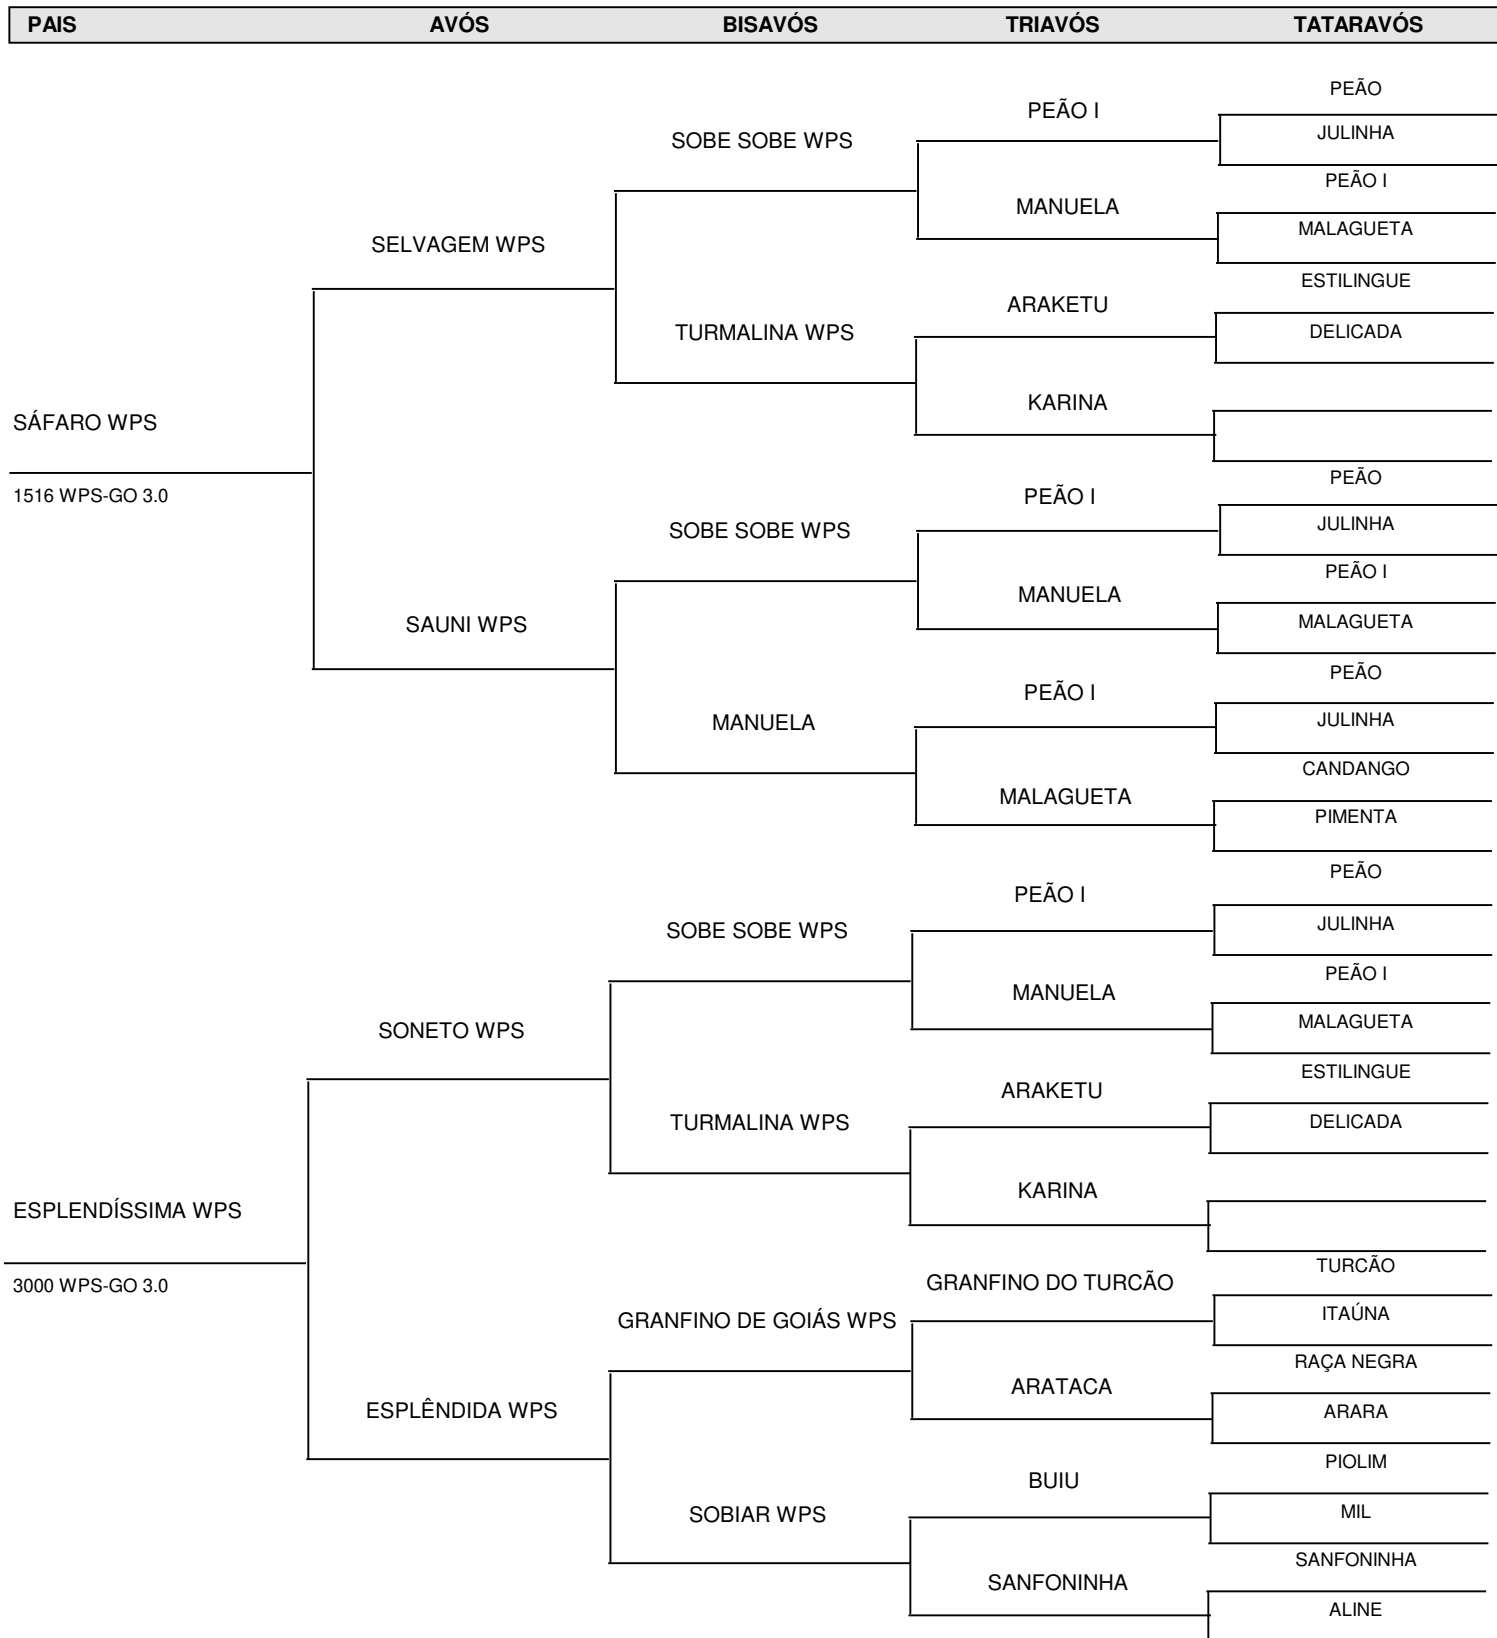 PAIS AVÓS BISAVÓS TRIAVÓS TATARAVÓS
PEÃO
PEÃO I
JULINHA
SOBE SOBE WPS
PEÃO I
MANUELA
MALAGUETA
SELVAGEM WPS
ESTILINGUE
ARAKETU
DELICADA
TURMALINA WPS
KARINA
SÁFARO WPS
1516 WPS-GO 3.0
PEÃO
PEÃO I
JULINHA
SOBE SOBE WPS
PEÃO I
MANUELA
MALAGUETA
SAUNI WPS
PEÃO
PEÃO I
JULINHA
MANUELA
CANDANGO
MALAGUETA
PIMENTA
PEÃO
PEÃO I
JULINHA
SOBE SOBE WPS
PEÃO I
MANUELA
MALAGUETA
SONETO WPS
ESTILINGUE
ARAKETU
DELICADA
TURMALINA WPS
KARINA
ESPLENDÍSSIMA WPS
3000 WPS-GO 3.0
TURCÃO
GRANFINO DO TURCÃO
ITAÚNA
GRANFINO DE GOIÁS WPS
RAÇA NEGRA
ARATACA
ARARA
ESPLÊNDIDA WPS
PIOLIM
BUIU
MIL
SOBIAR WPS
SANFONINHA
SANFONINHA
ALINE